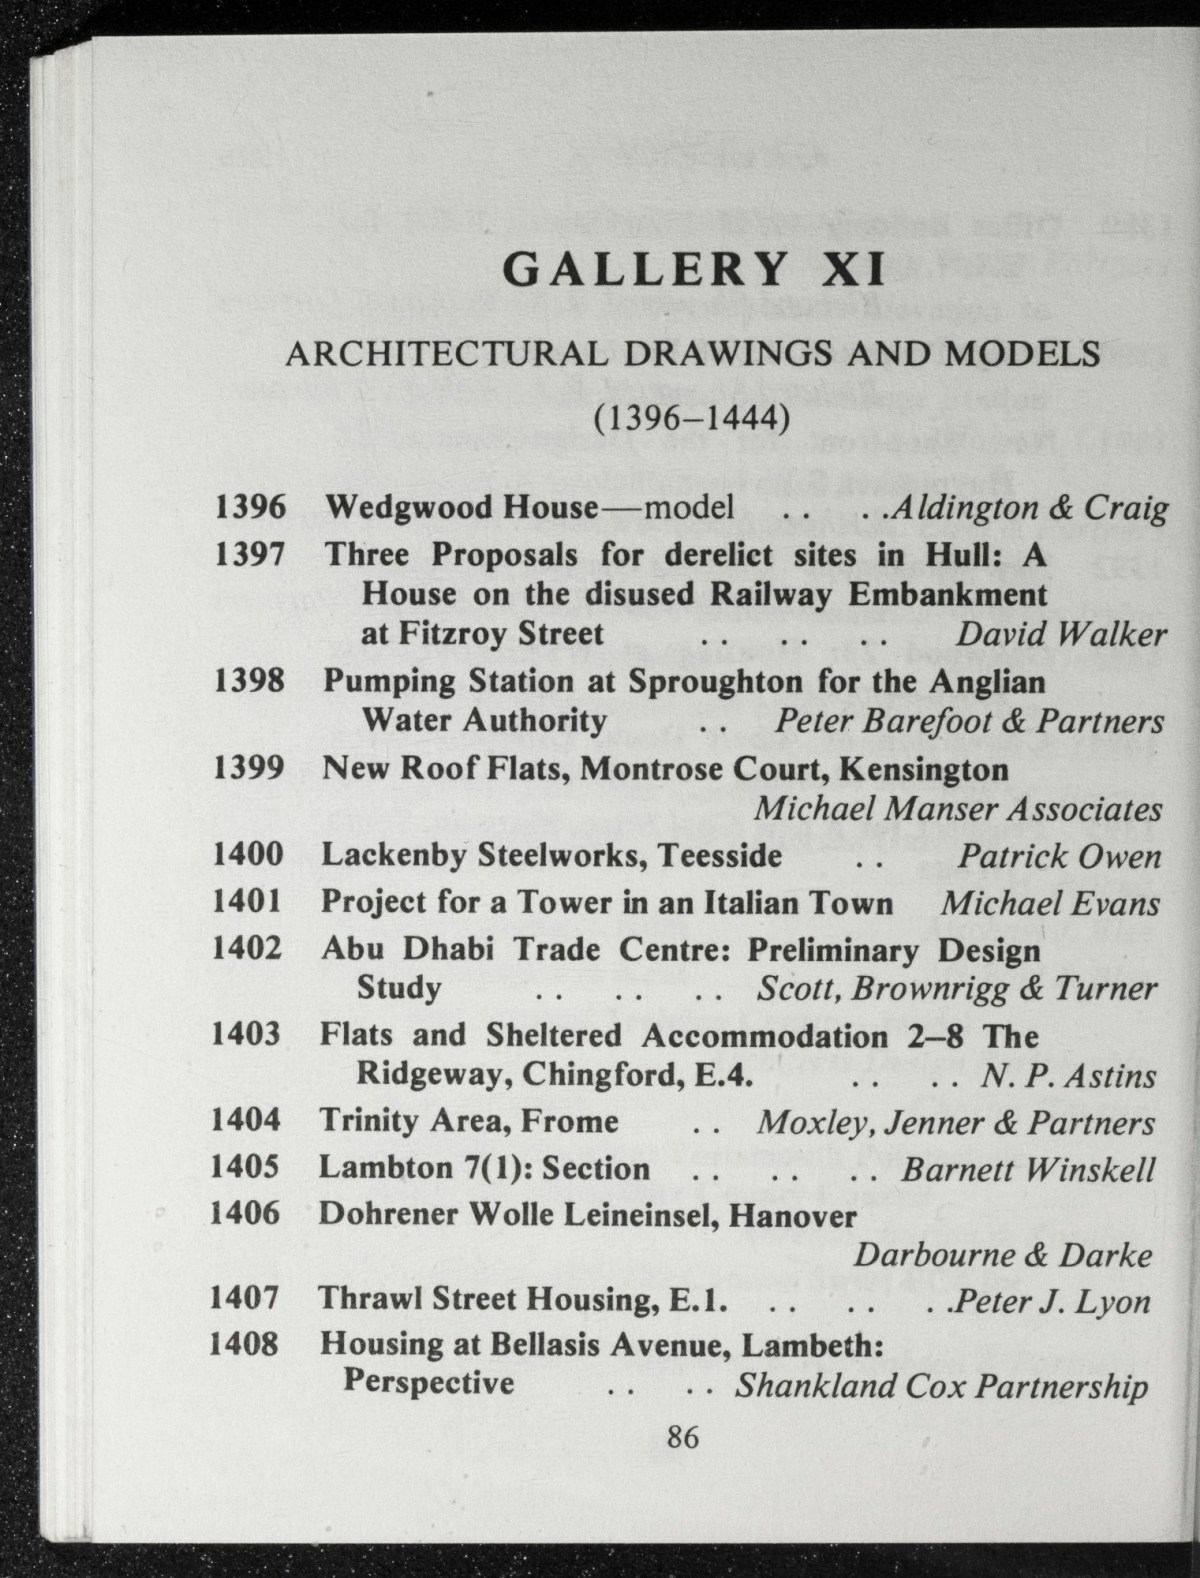 GALLERY XI
ARCHITECTURAL DRAWINGS AND MODELS
(1396–1444)
1396 Wedgwood House—model .. ..Aldington & Craig
1397 Three Proposals for derelict sites in Hull: A
House on the disused Railway Embankment
at Fitzroy Street .. .. .. David Walker
1398 Pumping Station at Sproughton for the Anglian
Water Authority .. Peter Barefoot & Partners
1399 New Roof Flats, Montrose Court, Kensington
Michael Manser Associates
1400 Lackenby Steelworks, Teesside .. Patrick Owen
1401 Project for a Tower in an Italian Town Michael Evans
1402 Abu Dhabi Trade Centre: Preliminary Design
Study .. .. .. Scott, Brownrigg & Turner
1403 Flats and Sheltered Accommodation 2–8 The
Ridgeway, Chingford, E.4. .. .. N. P. Astins
1404 Trinity Area, Frome .. Moxley, Jenner & Partners
1405 Lambton 7(1): Section .. .. .. Barnett Winskell
1406 Dohrener Wolle Leineinsel, Hanover
Darbourne & Darke
1407 Thrawl Street Housing, E.1. .. .. ..Peter J. Lyon
1408 Housing at Bellasis Avenue, Lambeth:
Perspective .. .. Shankland Cox Partnership
86